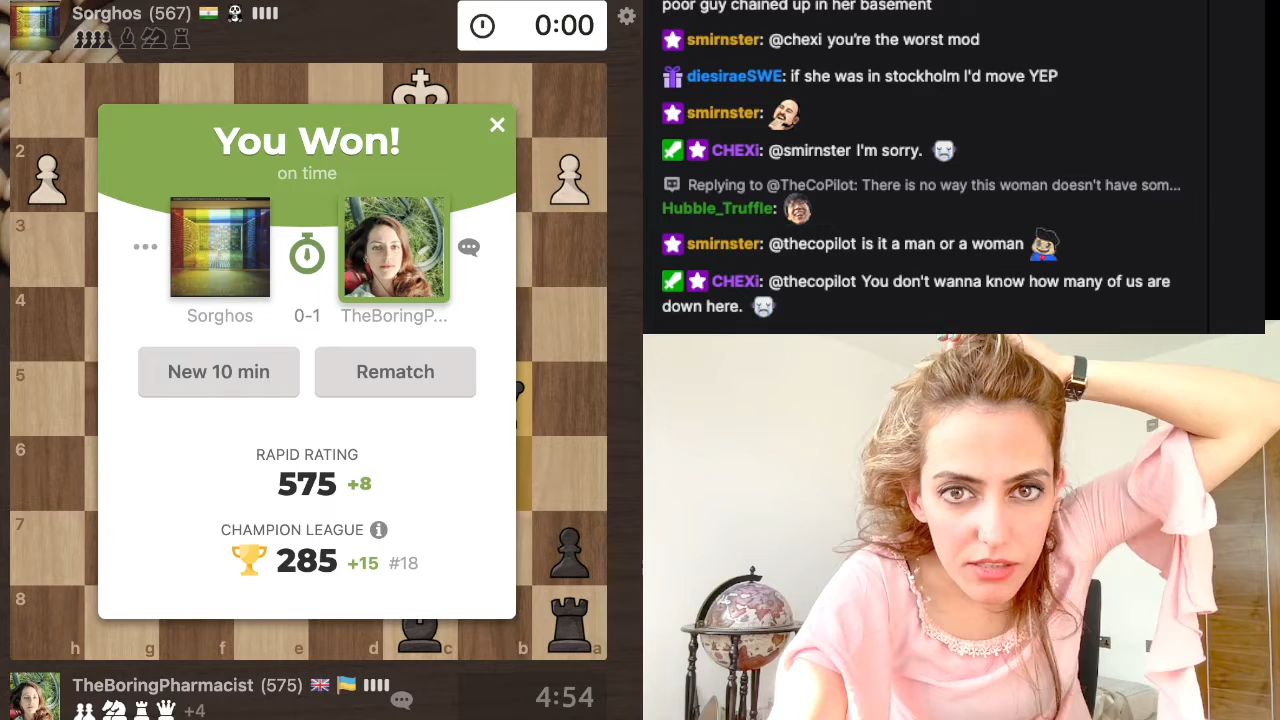 Sorghos (567)
0:00
1
2
3
4
5
6
7
8
h g f e d c b a
You Won!
on time
Sorghos 0-1 TheBoringP...
New 10 min Rematch
RAPID RATING
575 +8
CHAMPION LEAGUE
285 +15 #18
TheBoringPharmacist (575)
+4
4:54
poor guy chained up in her basement
smirnster: @chexi you're the worst mod
diesiraeSWE: if she was in stockholm I'd move YEP
smirnster:
CHEXi: @smirnster I'm sorry.
Replying to @TheCoPilot: There is no way this woman doesn't have som...
Hubble_Truffle:
smirnster: @thecopilot is it a man or a woman
CHEXi: @thecopilot You don't wanna know how many of us are
down here.